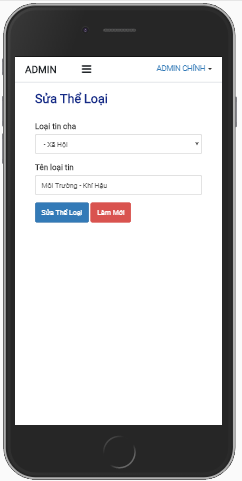 ADMIN
ADMIN CHÍNH
Sửa Thể Loại
Loại tin cha
- Xã Hội
Tên loại tin
Môi Trường - Khí Hậu
Sửa Thể Loại
Làm Mới